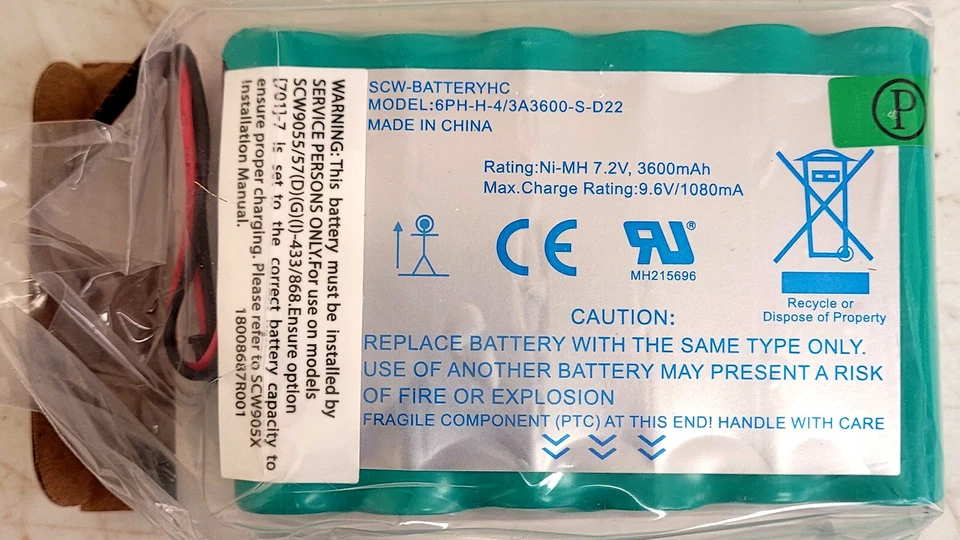 SCW-BATTERYHC
MODEL:6PH-H-4/3A3600-S-D22
MADE IN CHINA
P
Rating:Ni-MH 7.2V, 3600mAh
Max.Charge Rating:9.6V/1080mA
CE
RU®
MH215696
Recycle or
Dispose of Property
CAUTION:
REPLACE BATTERY WITH THE SAME TYPE ONLY.
USE OF ANOTHER BATTERY MAY PRESENT A RISK
OF FIRE OR EXPLOSION
FRAGILE COMPONENT (PTC) AT THIS END! HANDLE WITH CARE
WARNING: This battery must be installed by
SERVICE PERSONS ONLY.For use on models
SCW9055/57(D)(G)(I)-433/868.Ensure option
[701]-7 is set to the correct battery capacity to
ensure proper charging. Please refer to SCW905X
Installation Manual.
18008687R001